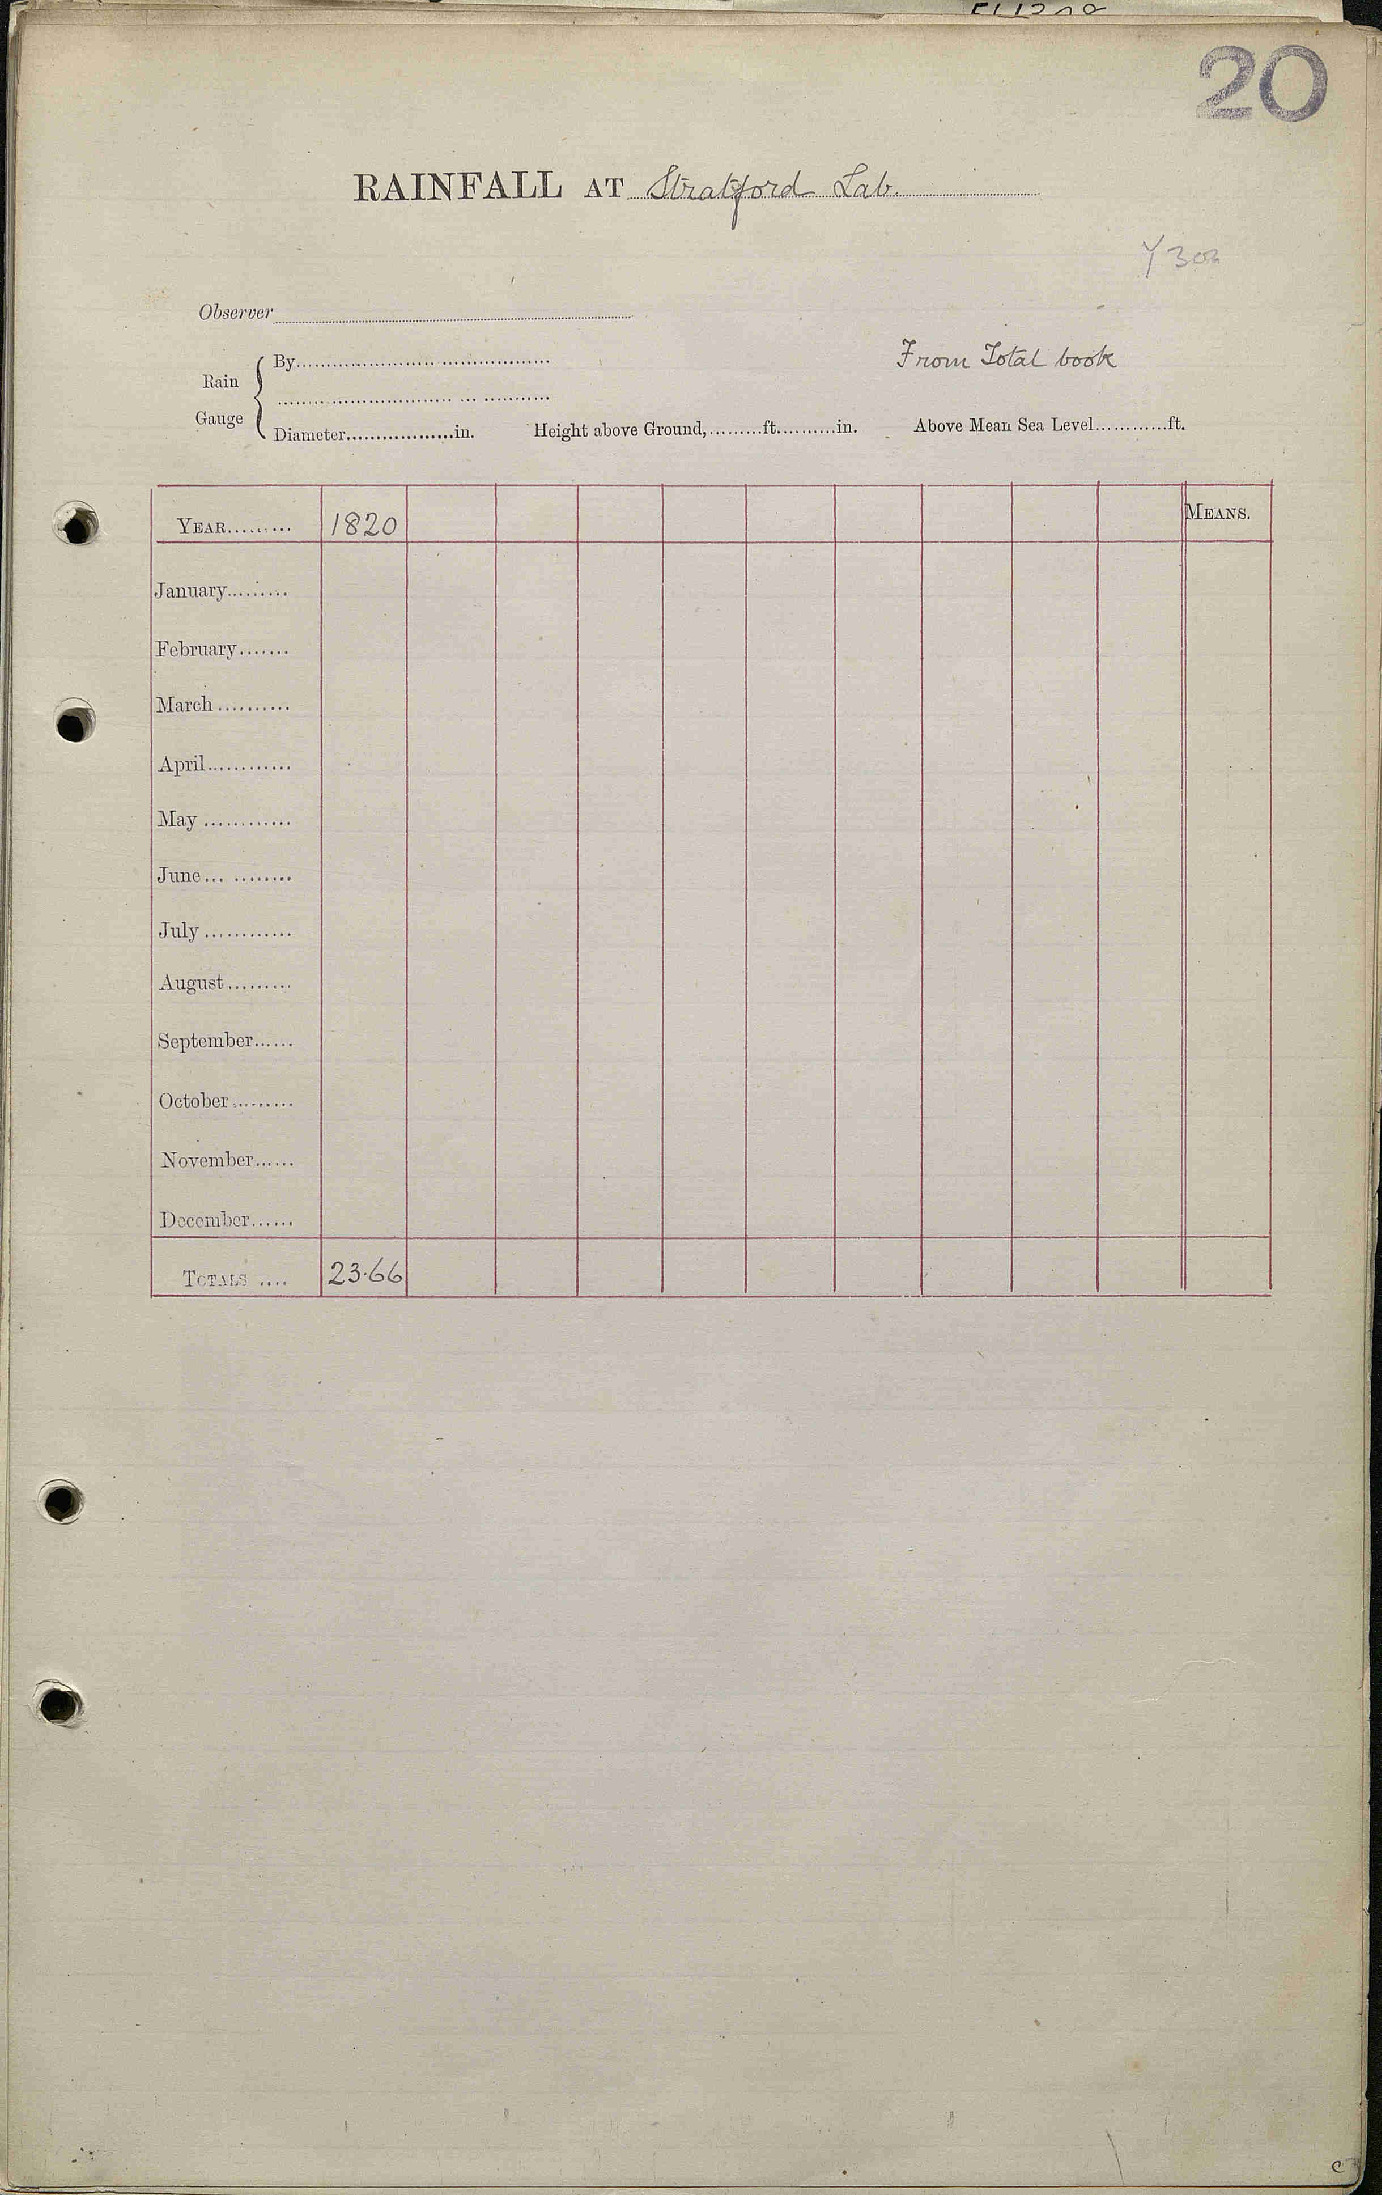 20
RAINFALL AT Stratford Lab.
Observer
From Total book
Rain Gauge
By
Diameter..................in. Height above Ground,.........ft..........in. Above Mean Sea Level............ft.
YEAR......... 1820 MEANS.
January.........
February.......
March ..........
April............
May ............
June... ........
July ............
August.........
September......
October.........
November......
December......
TOTALS .... 23.66